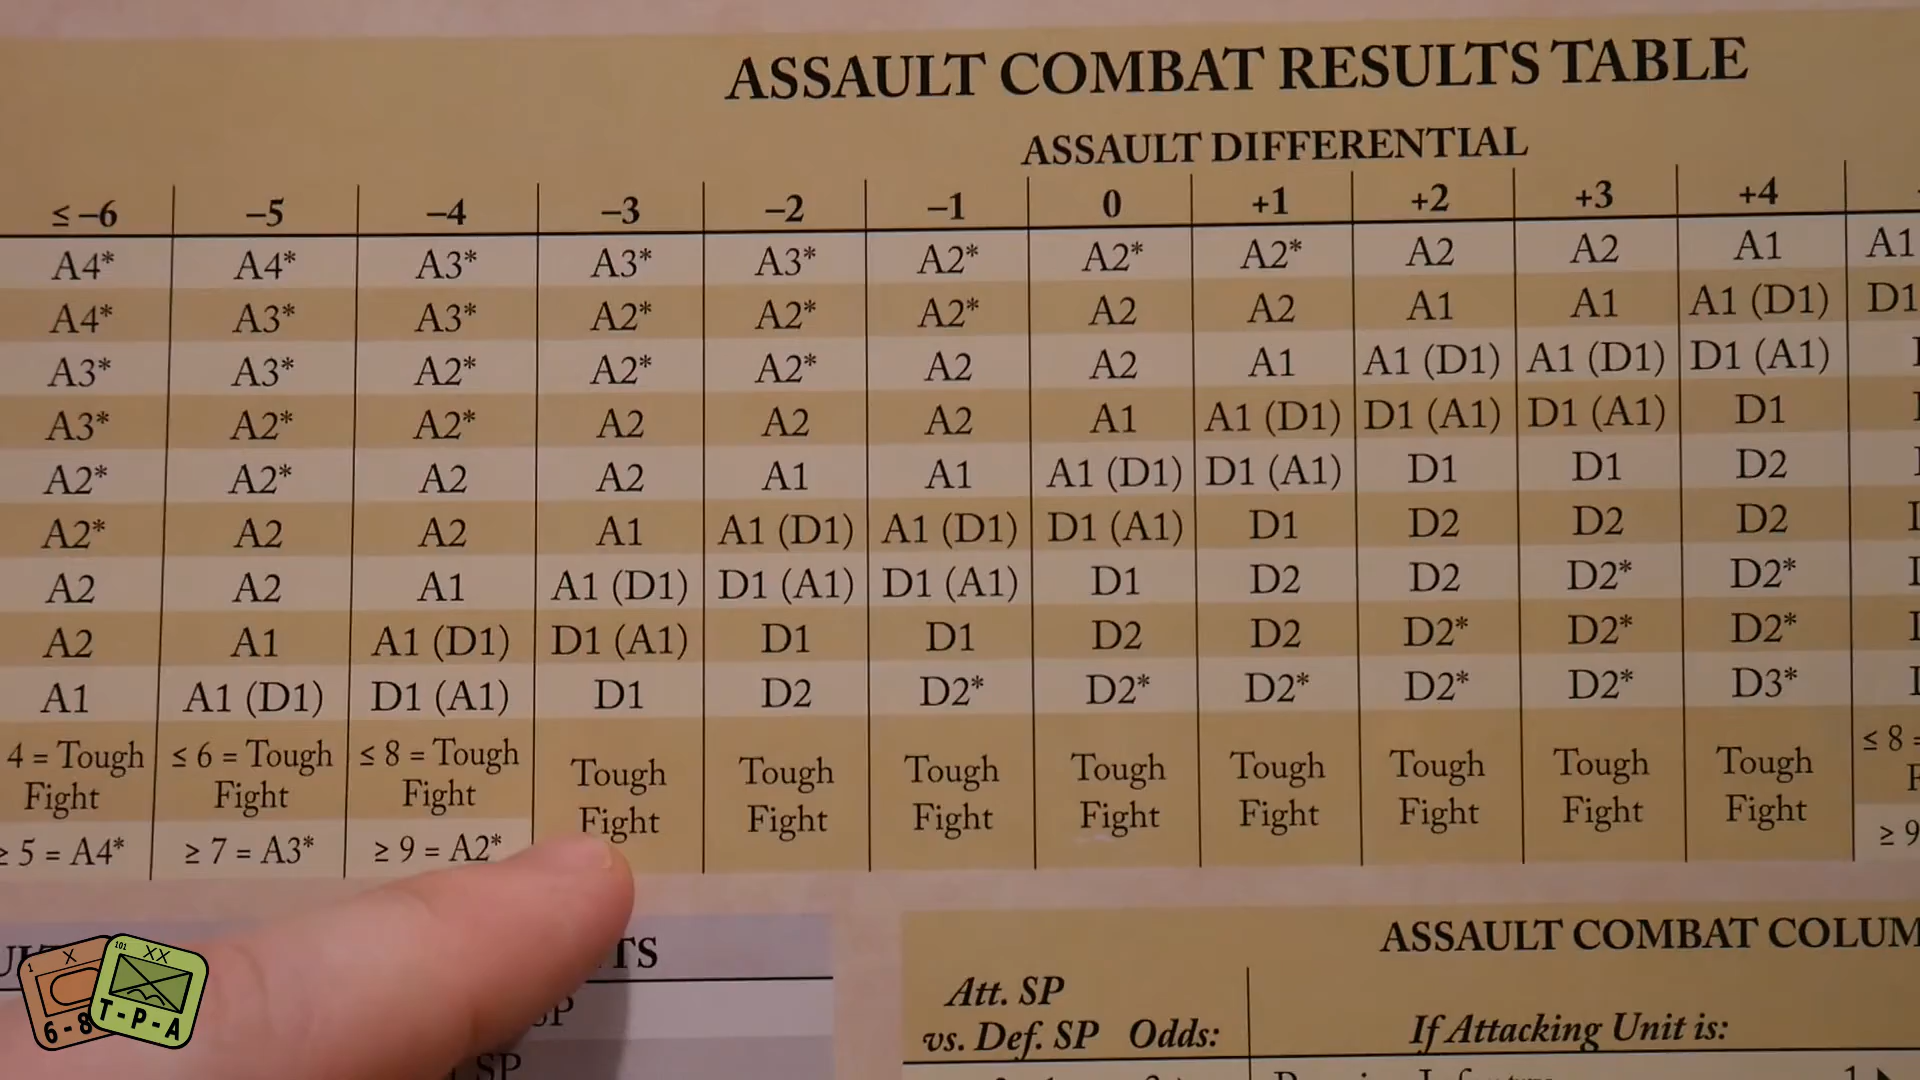 ASSAULT COMBAT RESULTS TABLE
ASSAULT DIFFERENTIAL
≤ –6 –5 –4 –3 –2 –1 0 +1 +2 +3 +4
A4* A4* A3* A3* A3* A2* A2* A2* A2 A2 A1 A1
A4* A3* A3* A2* A2* A2* A2 A2 A1 A1 A1 (D1) D1
A3* A3* A2* A2* A2* A2 A2 A1 A1 (D1) A1 (D1) D1 (A1)
A3* A2* A2* A2 A2 A2 A1 A1 (D1) D1 (A1) D1 (A1) D1
A2* A2* A2 A2 A1 A1 A1 (D1) D1 (A1) D1 D1 D2
A2* A2 A2 A1 A1 (D1) A1 (D1) D1 (A1) D1 D2 D2 D2
A2 A2 A1 A1 (D1) D1 (A1) D1 (A1) D1 D2 D2 D2* D2*
A2 A1 A1 (D1) D1 (A1) D1 D1 D2 D2 D2* D2* D2*
A1 A1 (D1) D1 (A1) D1 D2 D2* D2* D2* D2* D2* D3*
4 = Tough ≤ 6 = Tough ≤ 8 = Tough Tough Tough Tough Tough Tough Tough Tough Tough ≤ 8 =
Fight Fight Fight Fight Fight Fight Fight Fight Fight Fight Fight
≥ 5 = A4* ≥ 7 = A3* ≥ 9 = A2* ≥ 9
TS
SP
SP
ASSAULT COMBAT COLUM
Att. SP
vs. Def. SP Odds: If Attacking Unit is:
1 X
6 - 8
101 XX
T - P - A